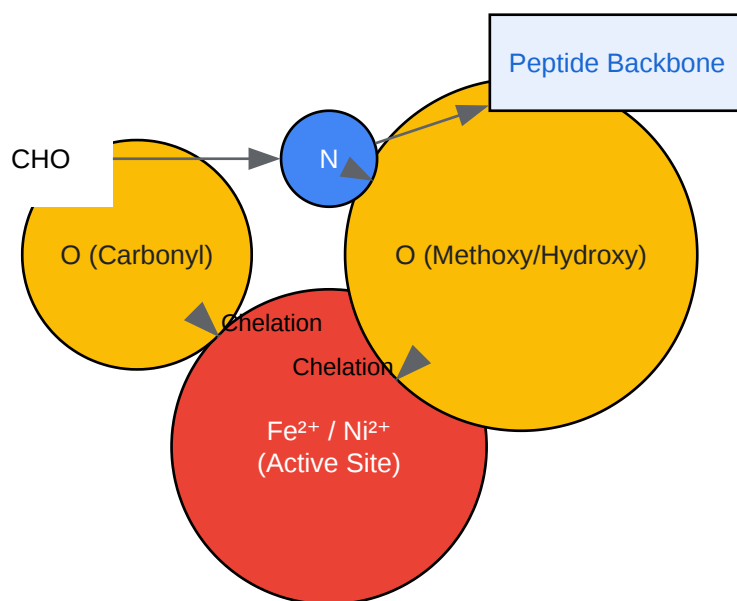 Peptide Backbone
CHO
N
O (Carbonyl)
O (Methoxy/Hydroxy)
Chelation
Chelation
Fe²⁺ / Ni²⁺
(Active Site)